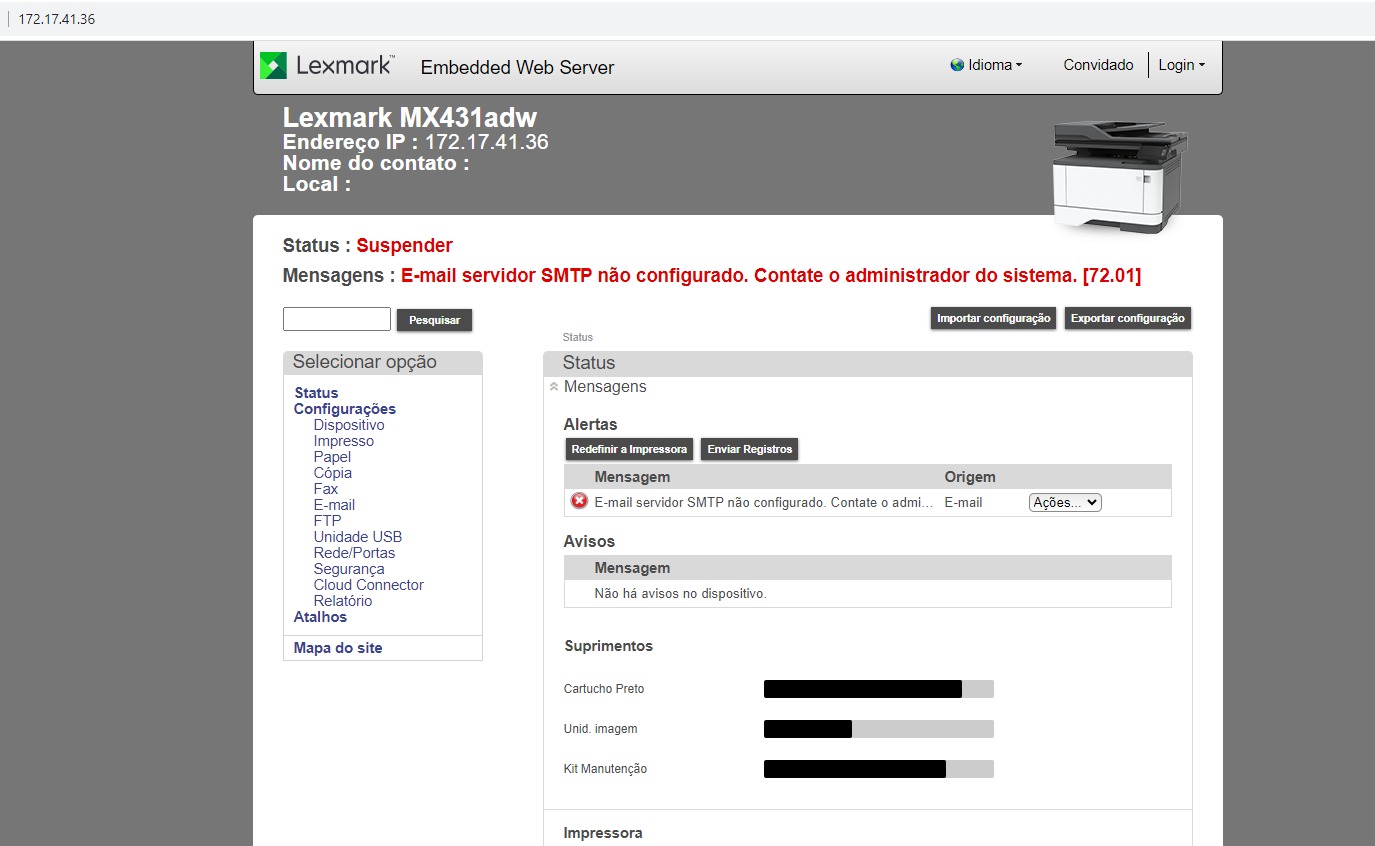 172.17.41.36
Lexmark™ Embedded Web Server Idioma Convidado Login
Lexmark MX431adw
Endereço IP : 172.17.41.36
Nome do contato :
Local :
Status : Suspender
Mensagens : E-mail servidor SMTP não configurado. Contate o administrador do sistema. [72.01]
Pesquisar Importar configuração Exportar configuração
Status
Selecionar opção
Status
Configurações
Dispositivo
Impresso
Papel
Cópia
Fax
E-mail
FTP
Unidade USB
Rede/Portas
Segurança
Cloud Connector
Relatório
Atalhos
Mapa do site
Status
Mensagens
Alertas
Redefinir a Impressora Enviar Registros
Mensagem Origem
E-mail servidor SMTP não configurado. Contate o admi... E-mail Ações...
Avisos
Mensagem
Não há avisos no dispositivo.
Suprimentos
Cartucho Preto
Unid. imagem
Kit Manutenção
Impressora